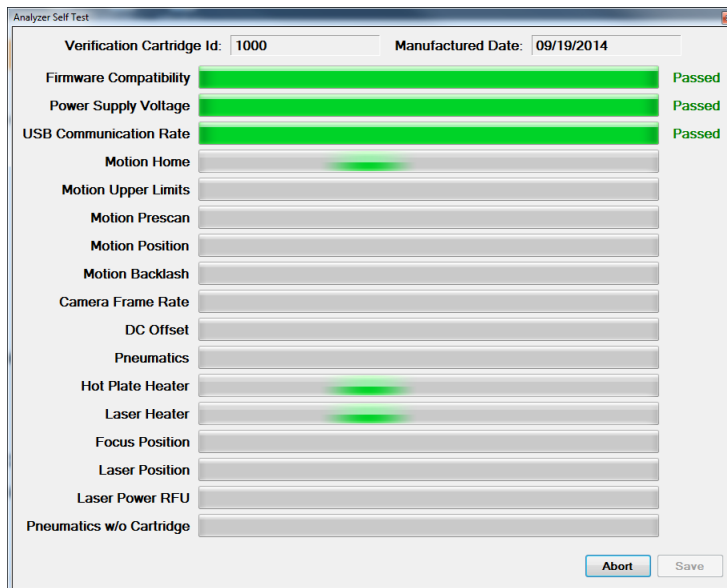 Analyzer Self Test
Verification Cartridge Id: 1000 Manufactured Date: 09/19/2014
Firmware Compatibility Passed
Power Supply Voltage Passed
USB Communication Rate Passed
Motion Home
Motion Upper Limits
Motion Prescan
Motion Position
Motion Backlash
Camera Frame Rate
DC Offset
Pneumatics
Hot Plate Heater
Laser Heater
Focus Position
Laser Position
Laser Power RFU
Pneumatics w/o Cartridge
Abort Save